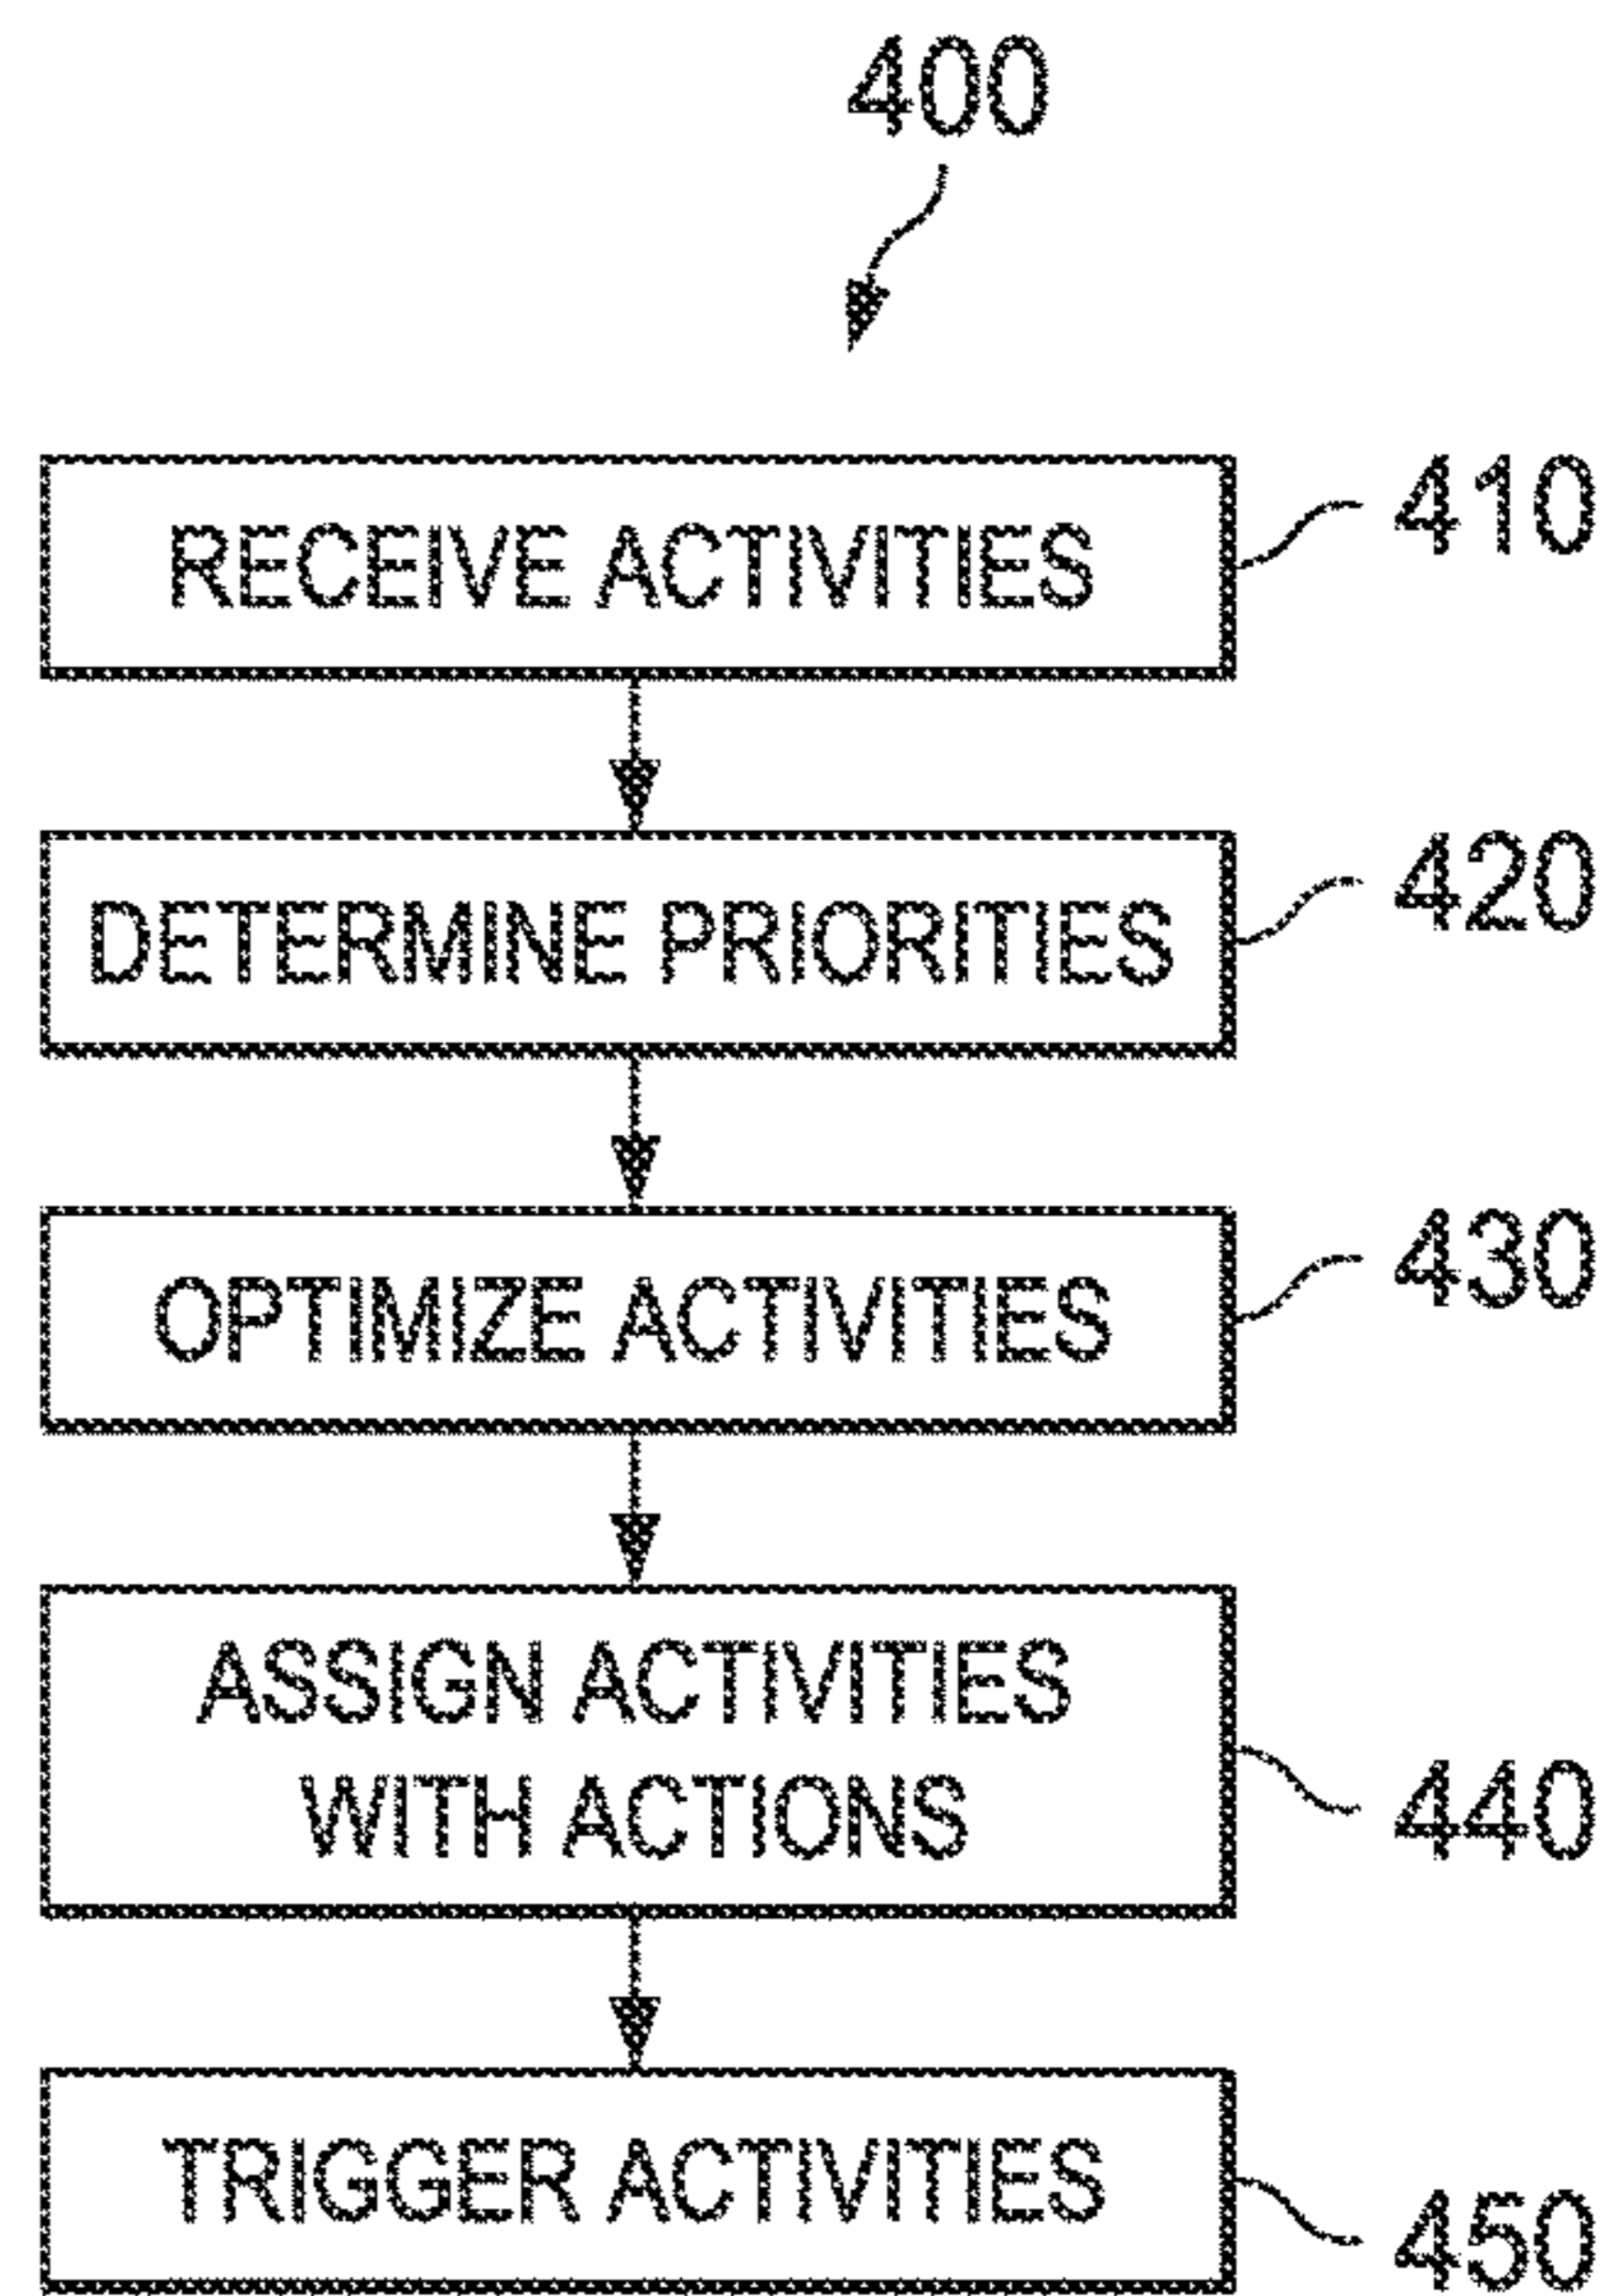 400
RECEIVE ACTIVITIES
410
DETERMINE PRIORITIES
420
OPTIMIZE ACTIVITIES
430
ASSIGN ACTIVITIES
WITH ACTIONS
440
TRIGGER ACTIVITIES
450